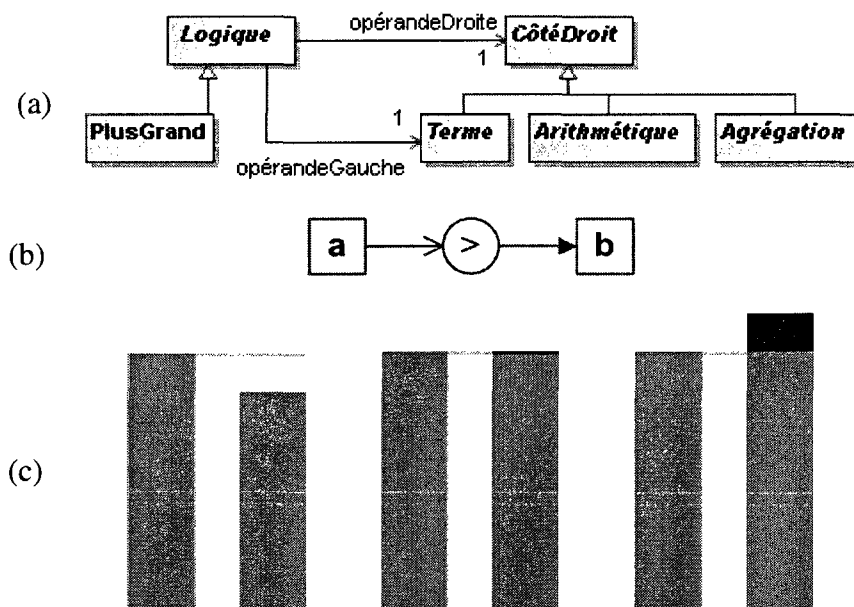 Logique
opérandeDroite
1
CôtéDroit
(a)
PlusGrand
1
opérandeGauche
Terme
Arithmétique
Agrégation
(b)
a
>
b
(c)